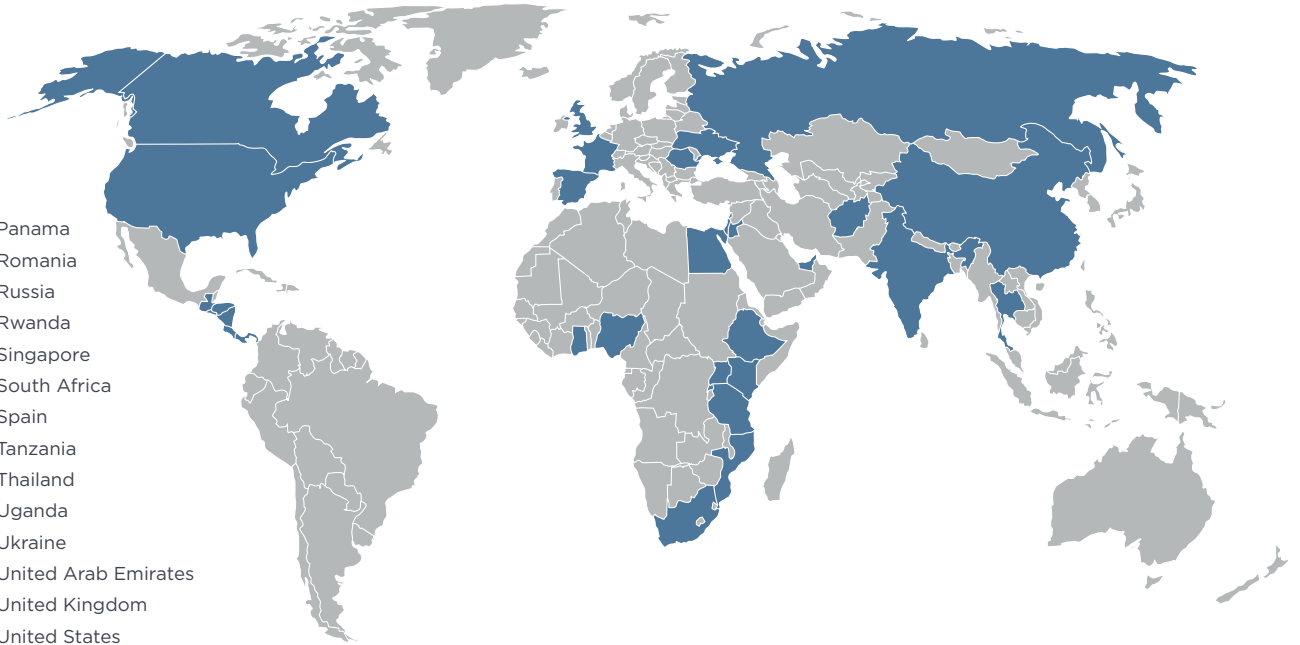 Panama
Romania
Russia
Rwanda
Singapore
South Africa
Spain
Tanzania
Thailand
Uganda
Ukraine
United Arab Emirates
United Kingdom
United States